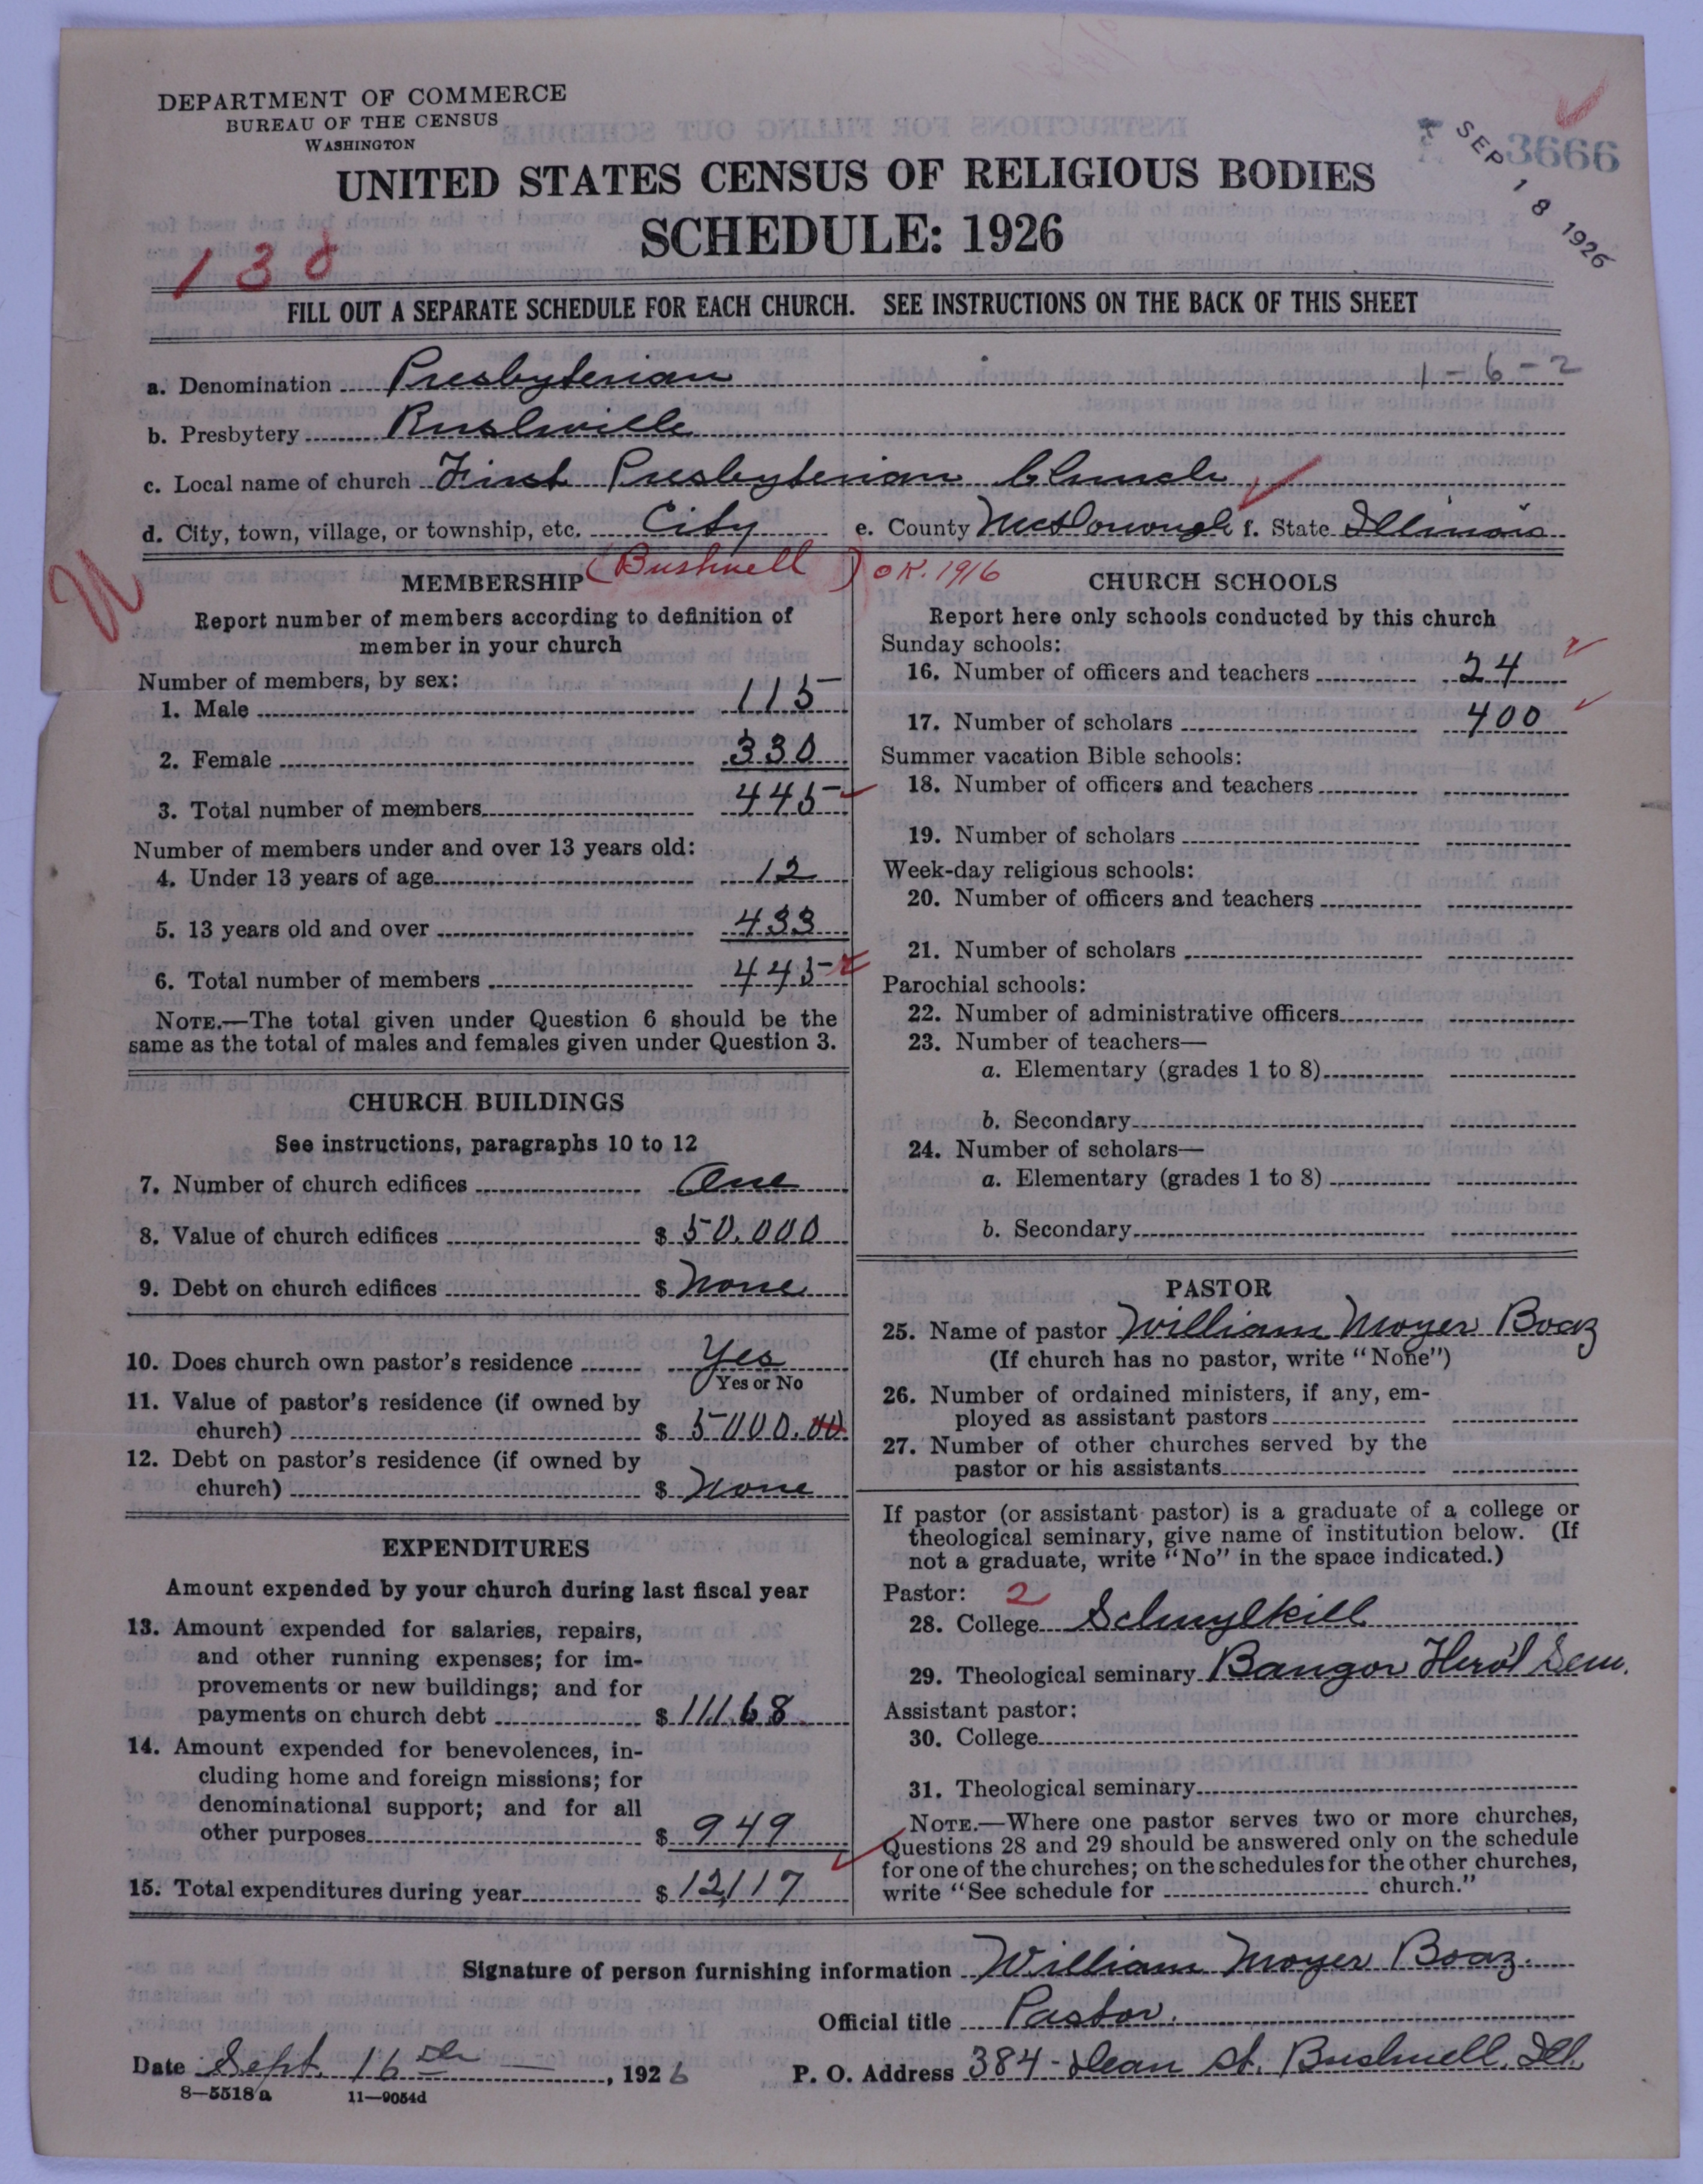 DEPARTMENT OF COMMERCE
BUREAU OF THE CENSUS
WASHINGTON
UNITED STATES CENSUS OF RELIGIOUS BODIES
SCHEDULE: 1926
3666
SEP 18 1926
138
FILL OUT A SEPARATE SCHEDULE FOR EACH CHURCH. SEE INSTRUCTIONS ON THE BACK OF THIS SHEET
a. Denomination Presbyterian 1-6-2
b. Presbytery Rushville
c. Local name of church First Presbyterian Church
d. City, town, village, or township, etc. City e. County McDonough f. State Illinois
(Bushnell) OK. 1916
MEMBERSHIP
Report number of members according to definition of
member in your church
Number of members, by sex:
1. Male 115
2. Female 330
3. Total number of members 445
Number of members under and over 13 years old:
4. Under 13 years of age 12
5. 13 years old and over 433
6. Total number of members 445
NOTE.—The total given under Question 6 should be the
same as the total of males and females given under Question 3.
CHURCH BUILDINGS
See instructions, paragraphs 10 to 12
7. Number of church edifices One
8. Value of church edifices $ 50.000
9. Debt on church edifices $ None
10. Does church own pastor's residence Yes
Yes or No
11. Value of pastor's residence (if owned by
church) $ 5000.00
12. Debt on pastor's residence (if owned by
church) $ None
EXPENDITURES
Amount expended by your church during last fiscal year
13. Amount expended for salaries, repairs,
and other running expenses; for im-
provements or new buildings; and for
payments on church debt $ 11168
14. Amount expended for benevolences, in-
cluding home and foreign missions; for
denominational support; and for all
other purposes $ 949
15. Total expenditures during year $ 12117
CHURCH SCHOOLS
Report here only schools conducted by this church
Sunday schools:
16. Number of officers and teachers 24
17. Number of scholars 400
Summer vacation Bible schools:
18. Number of officers and teachers
19. Number of scholars
Week-day religious schools:
20. Number of officers and teachers
21. Number of scholars
Parochial schools:
22. Number of administrative officers
23. Number of teachers—
a. Elementary (grades 1 to 8)
b. Secondary
24. Number of scholars—
a. Elementary (grades 1 to 8)
b. Secondary
PASTOR
25. Name of pastor William Moyer Boaz
(If church has no pastor, write "None")
26. Number of ordained ministers, if any, em-
ployed as assistant pastors
27. Number of other churches served by the
pastor or his assistants
If pastor (or assistant pastor) is a graduate of a college or
theological seminary, give name of institution below. (If
not a graduate, write "No" in the space indicated.)
Pastor: 2
28. College Schuylkill
29. Theological seminary Bangor Sem.
Assistant pastor:
30. College
31. Theological seminary
NOTE.—Where one pastor serves two or more churches,
Questions 28 and 29 should be answered only on the schedule
for one of the churches; on the schedules for the other churches,
write "See schedule for church."
Signature of person furnishing information William Moyer Boaz.
Official title Pastor.
Date Sept. 16th, 1926 P. O. Address 384 - Dean St. Bushnell, Ill.
8—5518a 11—9054d